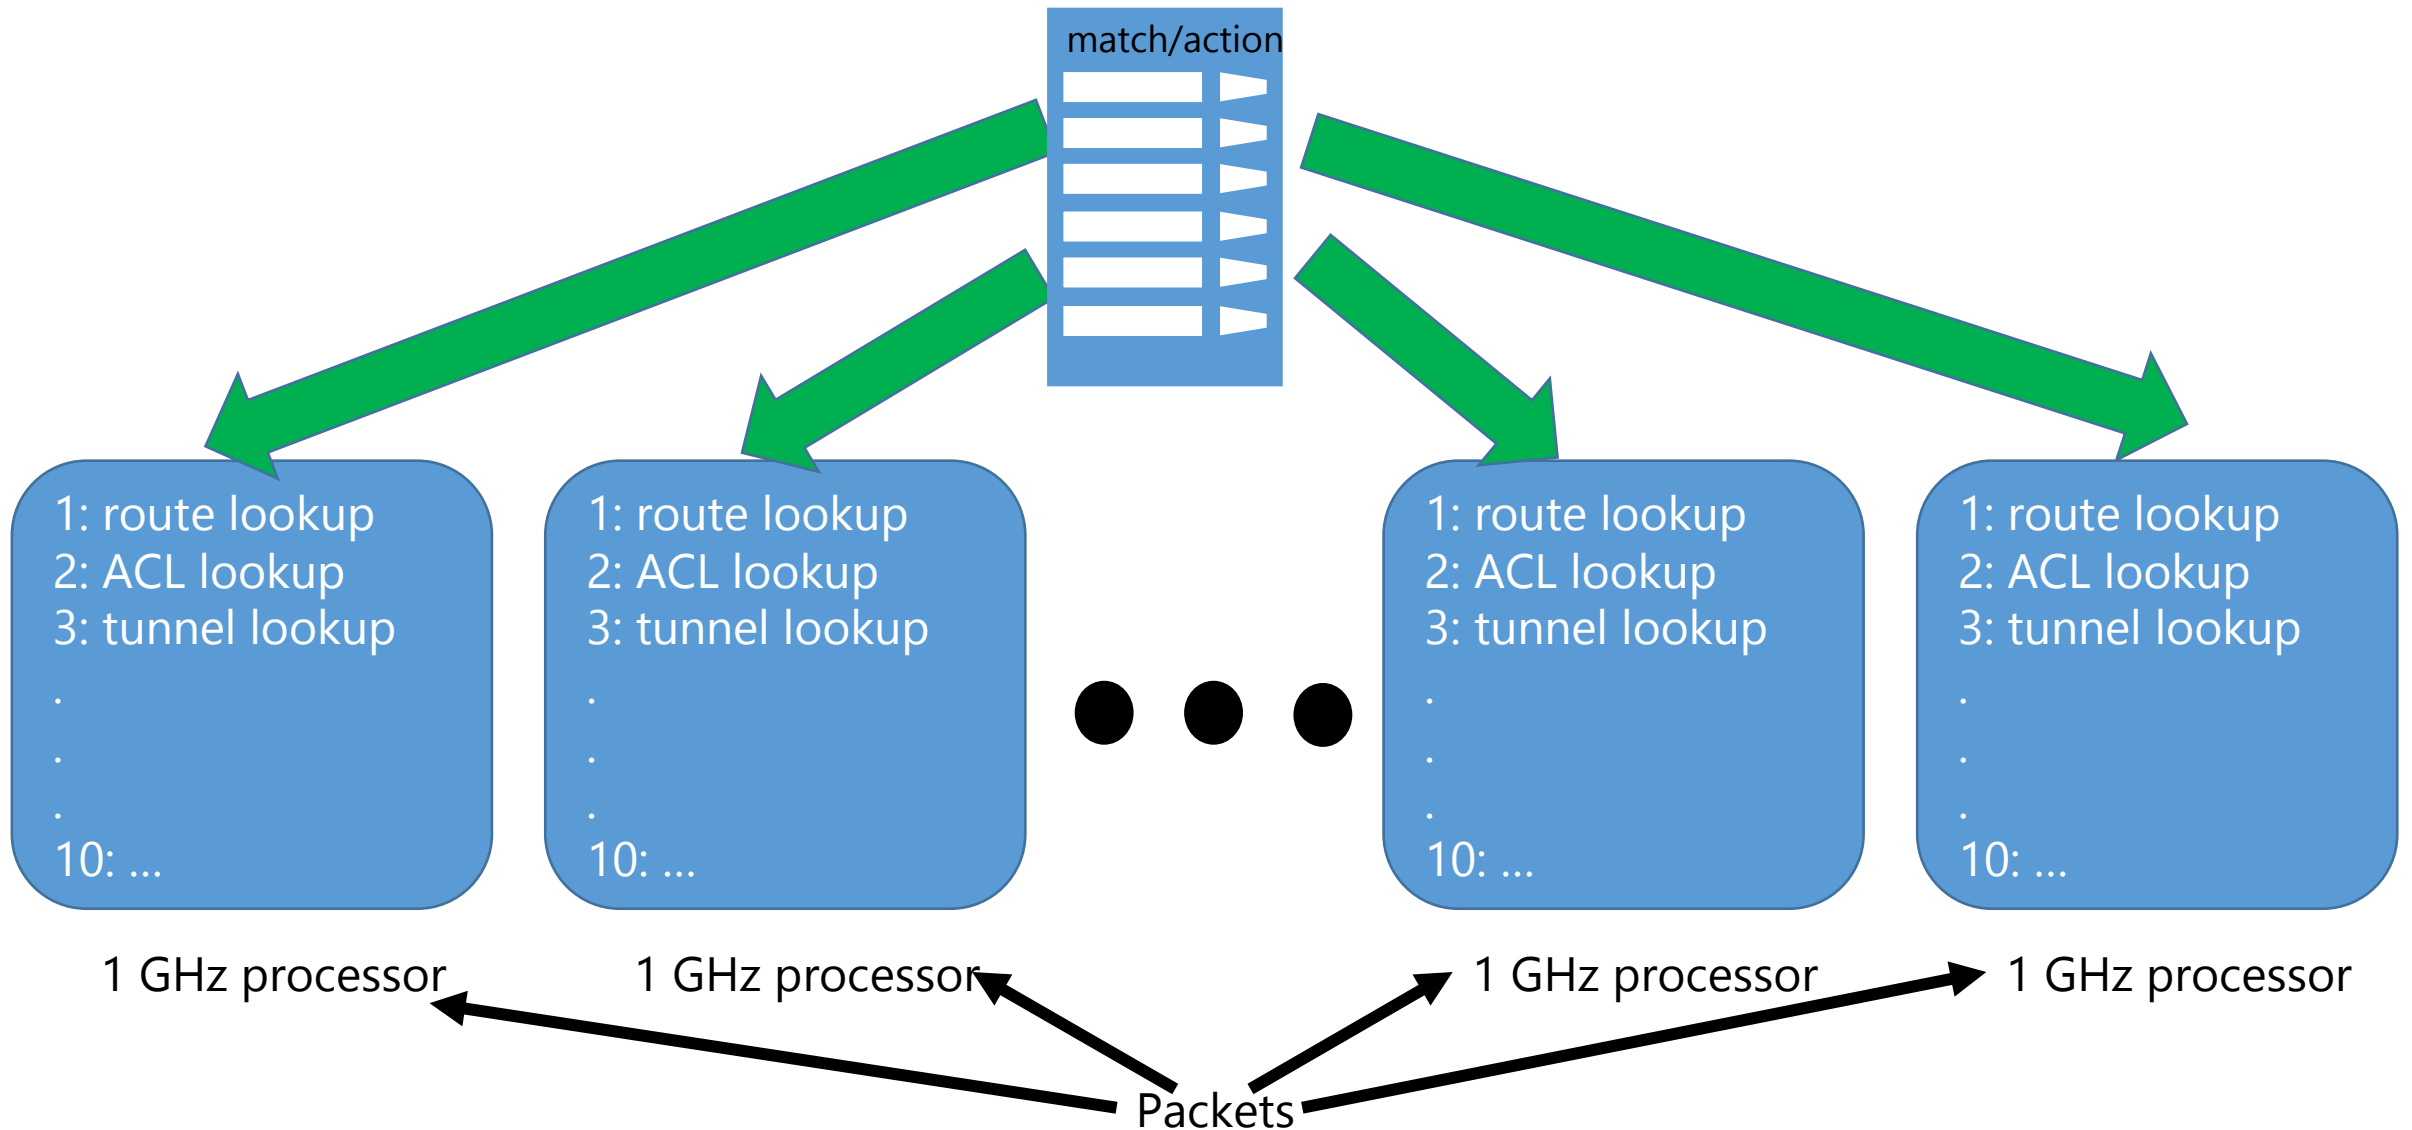 match/action
1: route lookup
2: ACL lookup
3: tunnel lookup
.
.
.
10: ...
1: route lookup
2: ACL lookup
3: tunnel lookup
.
.
.
10: ...
1: route lookup
2: ACL lookup
3: tunnel lookup
.
.
.
10: ...
1: route lookup
2: ACL lookup
3: tunnel lookup
.
.
.
10: ...
1 GHz processor
1 GHz processor
1 GHz processor
1 GHz processor
Packets